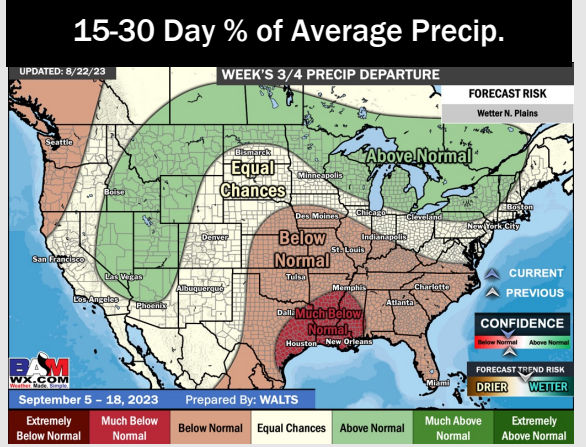 15-30 Day % of Average Precip.
UPDATED: 8/22/23
WEEK'S 3/4 PRECIP DEPARTURE
FORECAST RISK
Wetter N. Plains
Seattle
Bismarck
Above Normal
Equal
Chances
Minneapolis
Boise
Boston
Des Moines
Chicago
Cleveland
New York City
Below
Normal
Denver
Indianapolis
St. Louis
San Francisco
Las Vegas
Tulsa
CURRENT
PREVIOUS
Albuquerque
Memphis
Charlotte
Los Angeles
Phoenix
Atlanta
Dall
Much Below
Normal
Houston
New Orleans
CONFIDENCE
Below Normal
Above Normal
BAM
WX.COM
Weather. Made. Simple.
FORECAST TREND RISK
DRIER
WETTER
Miami
September 5 – 18, 2023
Prepared By: WALTS
Extremely
Below Normal
Much Below
Normal
Below Normal
Equal Chances
Above Normal
Much Above
Normal
Extremely
Above Normal